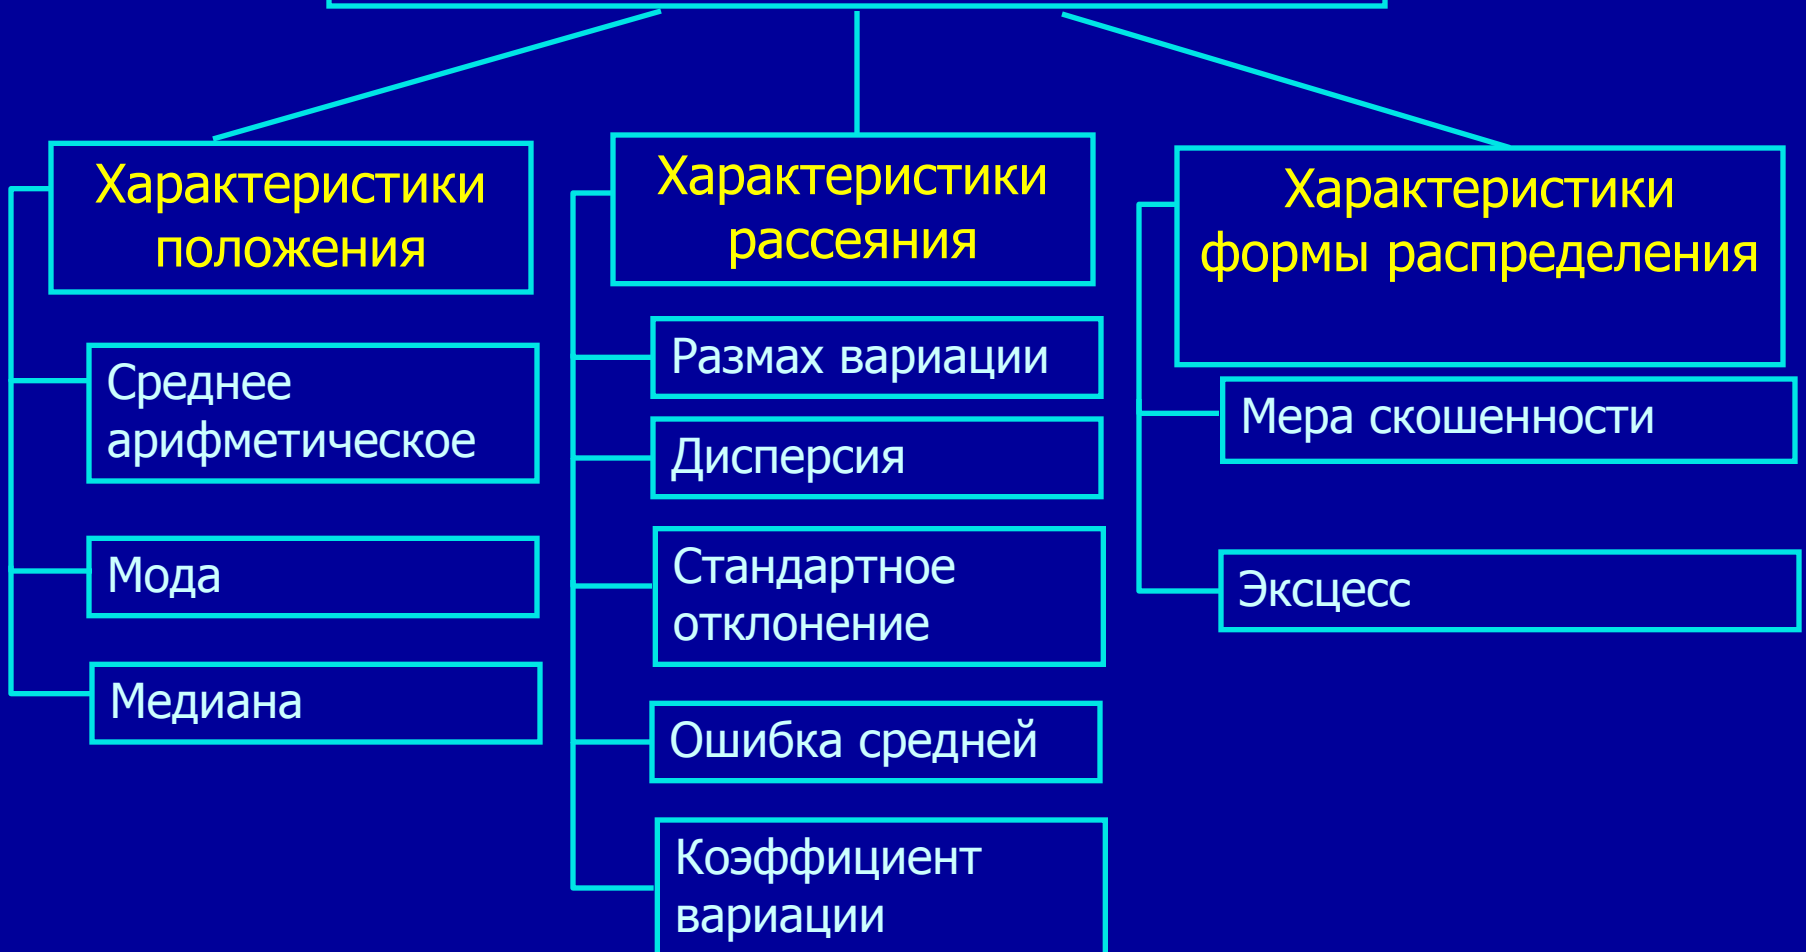 Характеристики
положения
Среднее
арифметическое
Мода
Медиана
Характеристики
рассеяния
Размах вариации
Дисперсия
Стандартное
отклонение
Ошибка средней
Коэффициент
вариации
Характеристики
формы распределения
Мера скошенности
Эксцесс